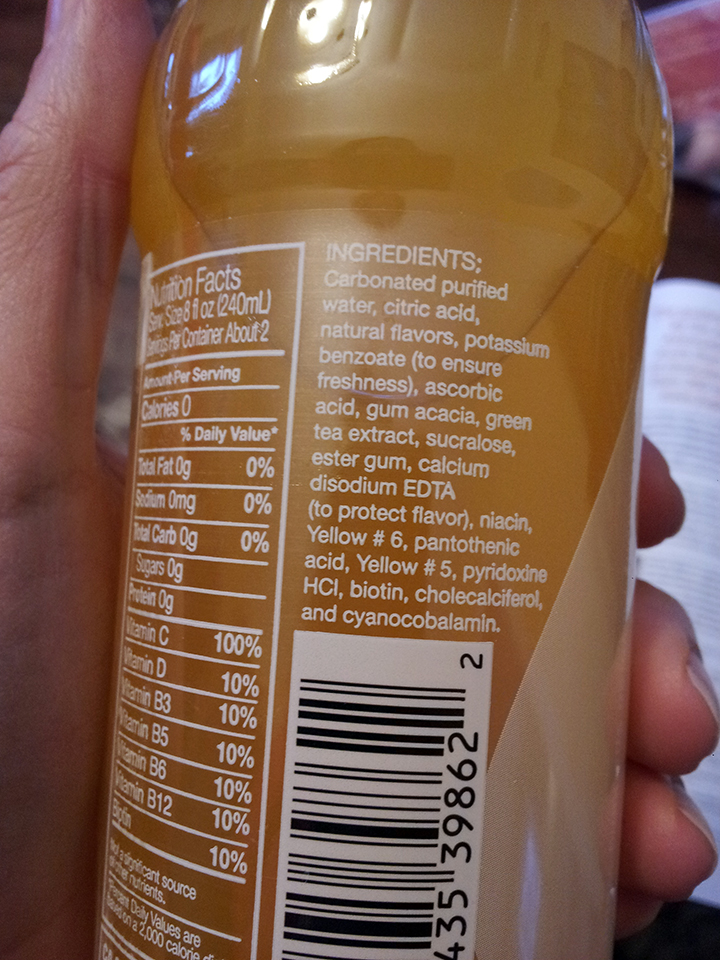 Nutrition Facts
Serv. Size 8 fl oz (240mL)
Servings Per Container About 2
Amount Per Serving
Calories 0
% Daily Value*
Total Fat 0g 0%
Sodium 0mg 0%
Total Carb 0g 0%
Sugars 0g
Protein 0g
Vitamin C 100%
Vitamin D 10%
Vitamin B3 10%
Vitamin B5 10%
Vitamin B6 10%
Vitamin B12 10%
Biotin 10%
Not a significant source
of other nutrients.
*Percent Daily Values are
based on a 2,000 calorie
INGREDIENTS:
Carbonated purified
water, citric acid,
natural flavors, potassium
benzoate (to ensure
freshness), ascorbic
acid, gum acacia, green
tea extract, sucralose,
ester gum, calcium
disodium EDTA
(to protect flavor), niacin,
Yellow # 6, pantothenic
acid, Yellow # 5, pyridoxine
HCl, biotin, cholecalciferol,
and cyanocobalamin.
435 39862 2